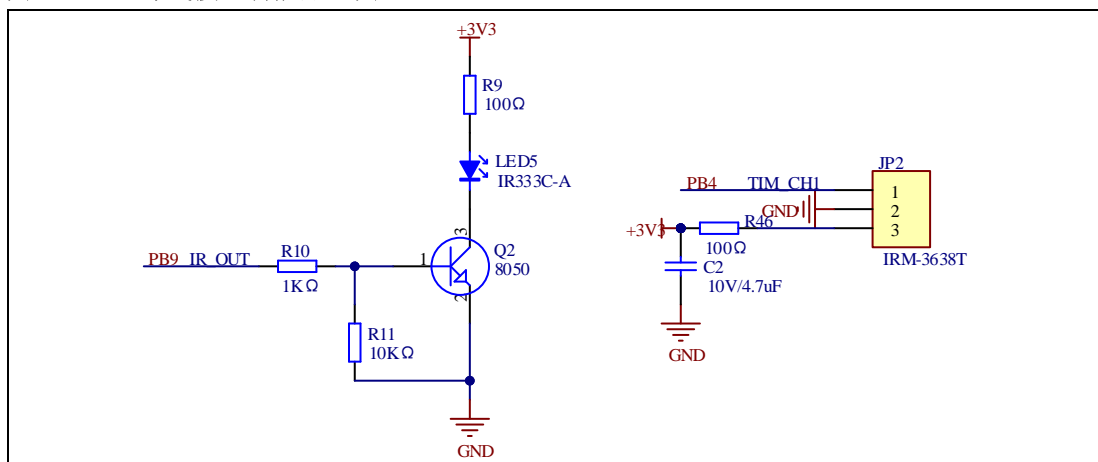 +3V3
R9
100Ω
LED5
IR333C-A
3
Q2
8050
1
2
PB9
IR_OUT
R10
1KΩ
R11
10KΩ
GND
JP2
PB4
TIM_CH1
1
GND
2
+3V3
R46
3
100Ω
IRM-3638T
C2
10V/4.7uF
GND